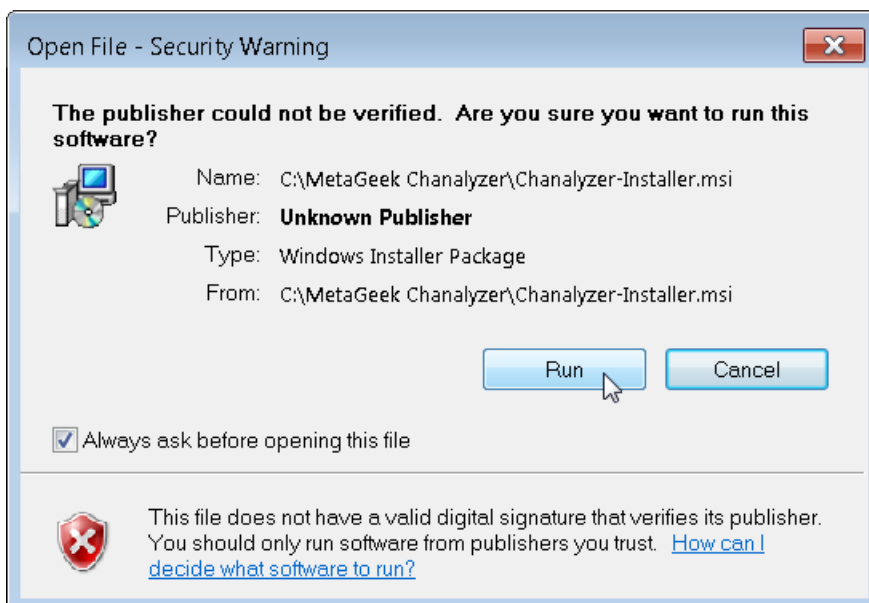 Open File - Security Warning
The publisher could not be verified. Are you sure you want to run this
software?
Name: C:\MetaGeek Chanalyzer\Chanalyzer-Installer.msi
Publisher: Unknown Publisher
Type: Windows Installer Package
From: C:\MetaGeek Chanalyzer\Chanalyzer-Installer.msi
Run Cancel
Always ask before opening this file
This file does not have a valid digital signature that verifies its publisher.
You should only run software from publishers you trust. How can I
decide what software to run?